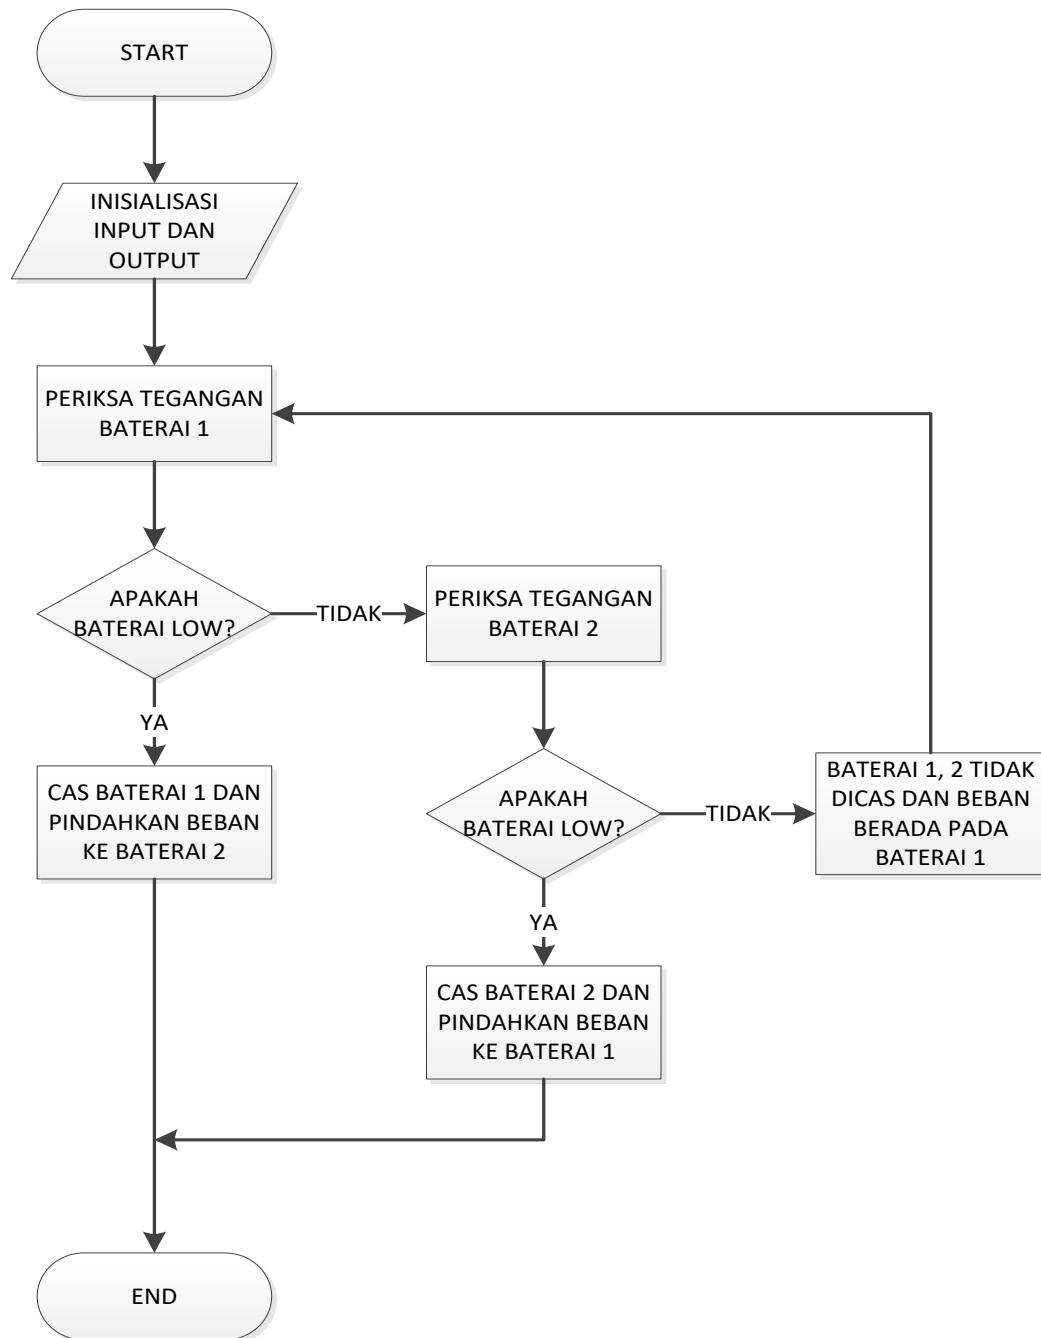 START
INISIALISASI
INPUT DAN
OUTPUT
PERIKSA TEGANGAN
BATERAI 1
APAKAH
BATERAI LOW?
TIDAK
PERIKSA TEGANGAN
BATERAI 2
YA
CAS BATERAI 1 DAN
PINDAHKAN BEBAN
KE BATERAI 2
APAKAH
BATERAI LOW?
TIDAK
BATERAI 1, 2 TIDAK
DICAS DAN BEBAN
BERADA PADA
BATERAI 1
YA
CAS BATERAI 2 DAN
PINDAHKAN BEBAN
KE BATERAI 1
END